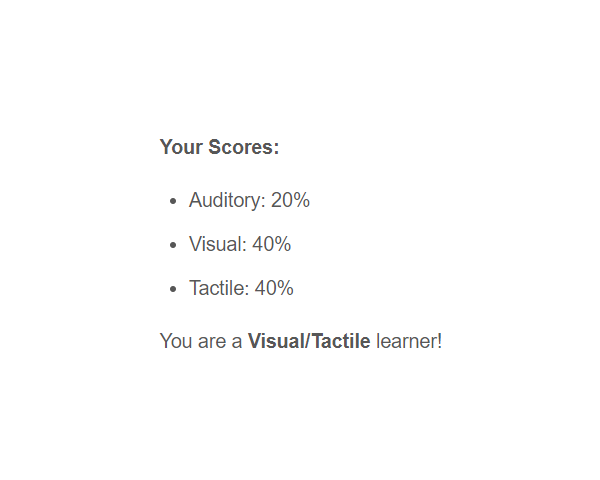 Your Scores:
• Auditory: 20%
• Visual: 40%
• Tactile: 40%
You are a Visual/Tactile learner!